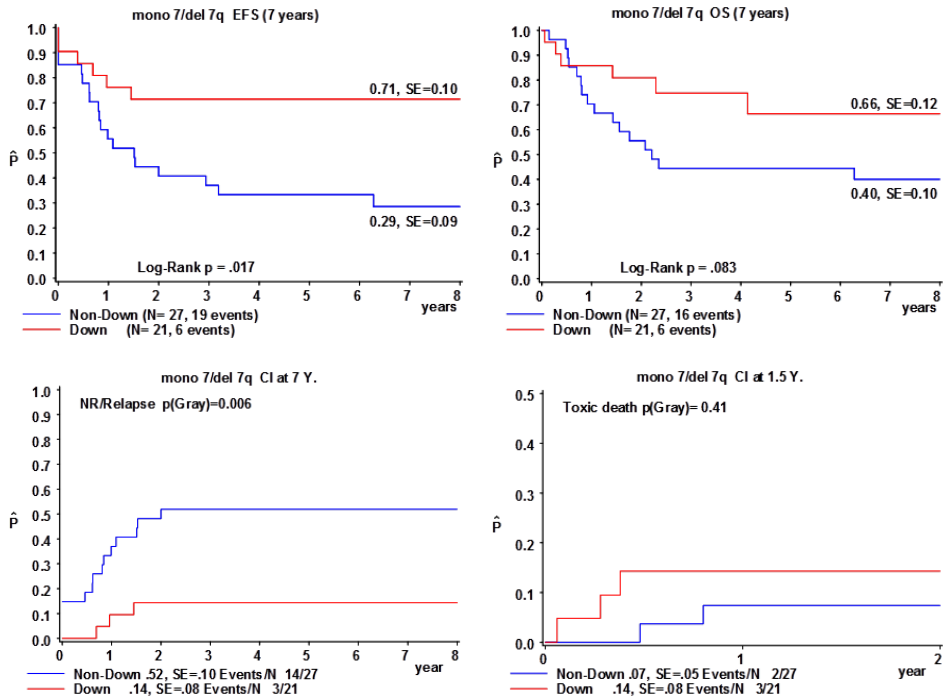 mono 7/del 7q EFS (7 years)
1.0
0.9
0.8
0.7
0.6
0.5
0.4
0.3
0.2
0.1
0.0
P̂
0.71, SE=0.10
0.29, SE=0.09
Log-Rank p = .017
0 1 2 3 4 5 6 7 8
years
Non-Down (N= 27, 19 events)
Down (N= 21, 6 events)
mono 7/del 7q OS (7 years)
1.0
0.9
0.8
0.7
0.6
0.5
0.4
0.3
0.2
0.1
0.0
P̂
0.66, SE=0.12
0.40, SE=0.10
Log-Rank p = .083
0 1 2 3 4 5 6 7 8
years
Non-Down (N= 27, 16 events)
Down (N= 21, 6 events)
mono 7/del 7q CI at 7 Y.
NR/Relapse p(Gray)=0.006
1.0
0.9
0.8
0.7
0.6
0.5
0.4
0.3
0.2
0.1
0.0
P̂
0 1 2 3 4 5 6 7 8
year
Non-Down .52, SE=.10 Events/N 14/27
Down .14, SE=.08 Events/N 3/21
mono 7/del 7q CI at 1.5 Y.
Toxic death p(Gray)= 0.41
0.5
0.4
0.3
0.2
0.1
0.0
P̂
0 1 2
year
Non-Down .07, SE=.05 Events/N 2/27
Down .14, SE=.08 Events/N 3/21